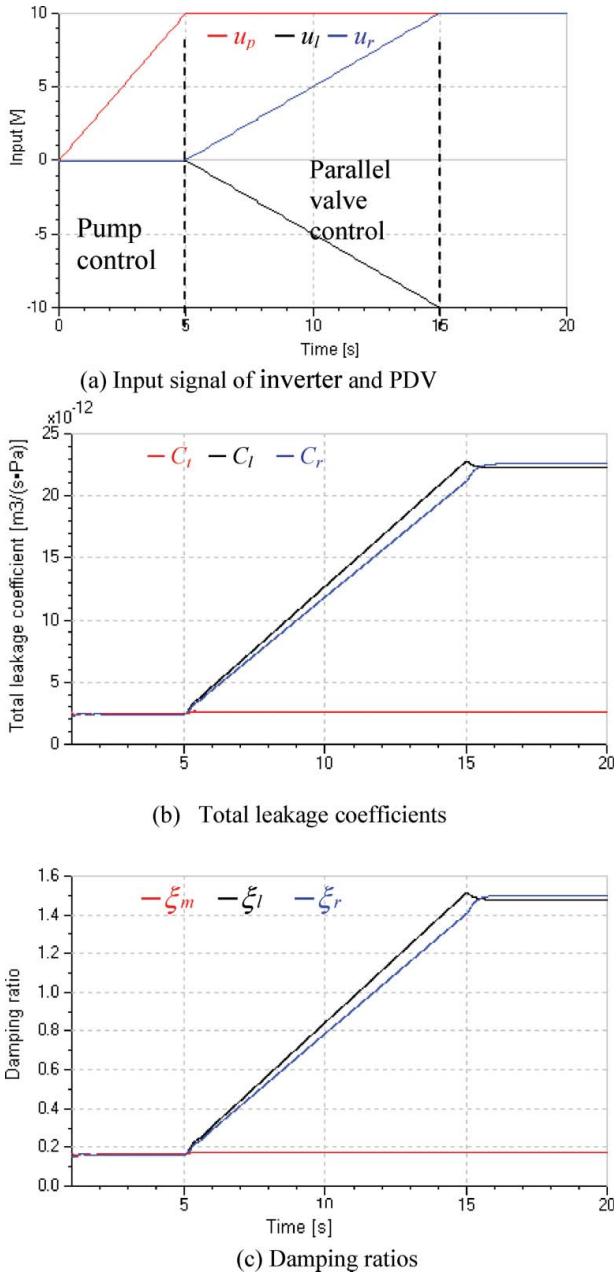 10
u_p u_l u_r
5
Input [V]
0
Parallel
valve
control
Pump
control
-5
-10
0 5 10 15 20
Time [s]
(a) Input signal of inverter and PDV
x10^-12
25
C_t C_l C_r
20
15
10
5
0
Total leakage coefficient [m3/(s•Pa)]
5 10 15 20
(b) Total leakage coefficients
1.6
ξ_m ξ_l ξ_r
1.4
1.2
1.0
0.8
0.6
0.4
0.2
0.0
Damping ratio
5 10 15 20
Time [s]
(c) Damping ratios